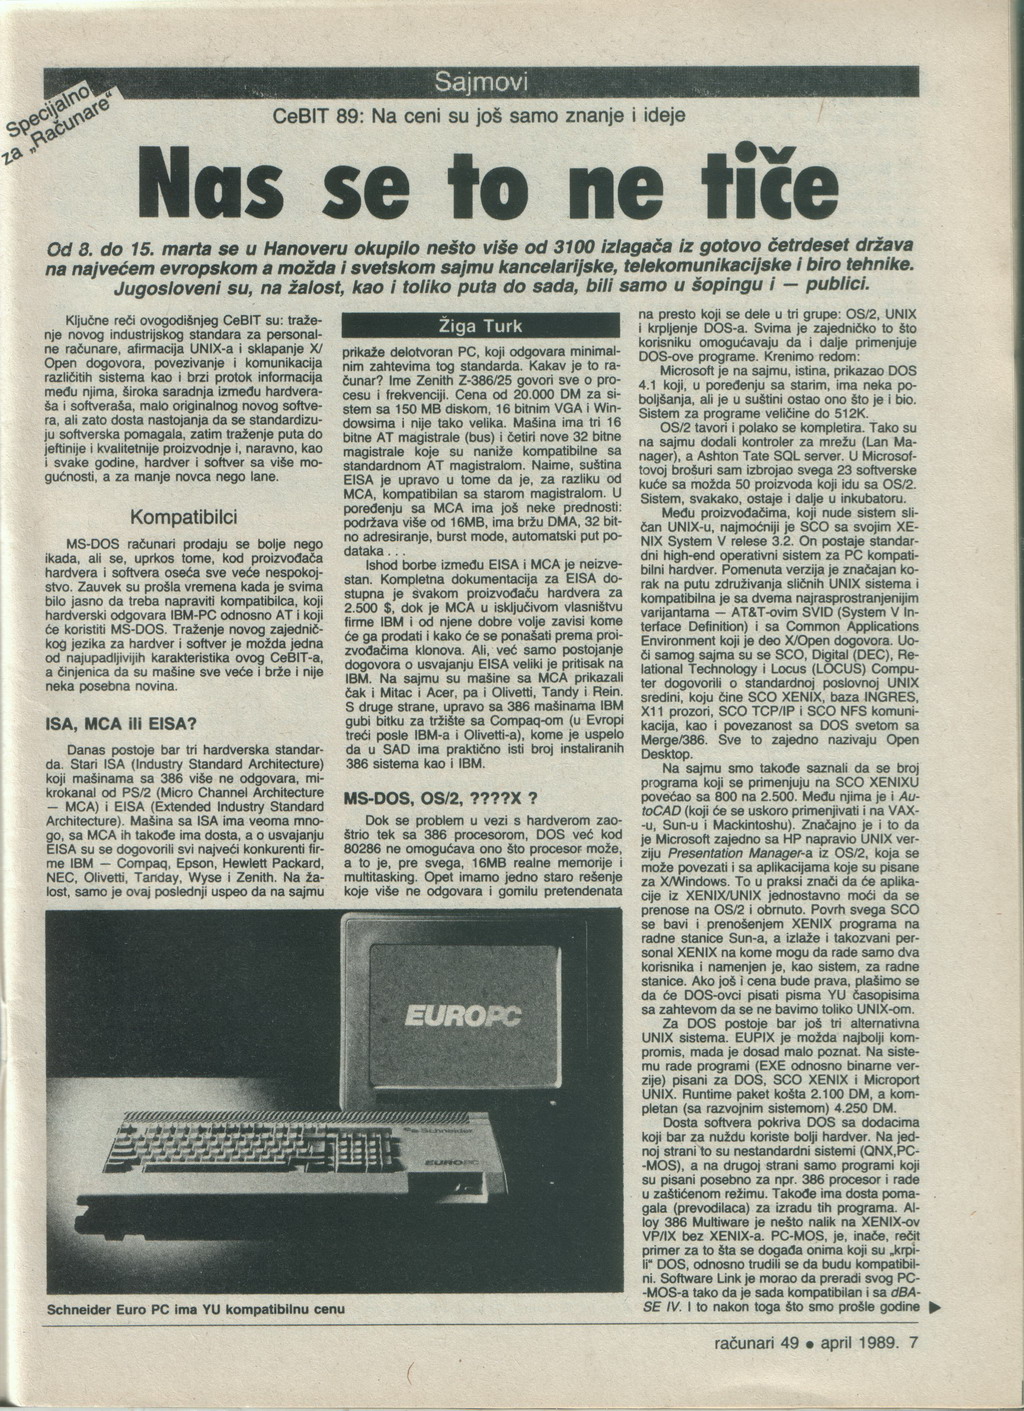 Sajmovi
Specijalno
za „Računare"
CeBIT 89: Na ceni su još samo znanje i ideje
Nas se to ne tiče
Od 8. do 15. marta se u Hanoveru okupilo nešto više od 3100 izlagača iz gotovo četrdeset država
na najvećem evropskom a možda i svetskom sajmu kancelarijske, telekomunikacijske i biro tehnike.
Jugosloveni su, na žalost, kao i toliko puta do sada, bili samo u šopingu i — publici.
Ključne reči ovogodišnjeg CeBIT su: traže-
nje novog industrijskog standara za personal-
ne računare, afirmacija UNIX-a i sklapanje X/
Open dogovora, povezivanje i komunikacija
različitih sistema kao i brzi protok informacija
među njima, široka saradnja između hardvera-
ša i softveraša, malo originalnog novog softve-
ra, ali zato dosta nastojanja da se standardizu-
ju softverska pomagala, zatim traženje puta do
jeftinije i kvalitetnije proizvodnje i, naravno, kao
i svake godine, hardver i softver sa više mo-
gućnosti, a za manje novca nego lane.
Kompatibilci
MS-DOS računari prodaju se bolje nego
ikada, ali se, uprkos tome, kod proizvođača
hardvera i softvera oseća sve veće nespokoj-
stvo. Zauvek su prošla vremena kada je svima
bilo jasno da treba napraviti kompatibilca, koji
hardverski odgovara IBM-PC odnosno AT i koji
će koristiti MS-DOS. Traženje novog zajednič-
kog jezika za hardver i softver je možda jedna
od najupadljivijih karakteristika ovog CeBIT-a,
a činjenica da su mašine sve veće i brže i nije
neka posebna novina.
ISA, MCA ili EISA?
Danas postoje bar tri hardverska standar-
da. Stari ISA (Industry Standard Architecture)
koji mašinama sa 386 više ne odgovara, mi-
krokanal od PS/2 (Micro Channel Architecture
— MCA) i EISA (Extended Industry Standard
Architecture). Mašina sa ISA ima veoma mno-
go, sa MCA ih takođe ima dosta, a o usvajanju
EISA su se dogovorili svi najveći konkurenti fir-
me IBM — Compaq, Epson, Hewlett Packard,
NEC, Olivetti, Tanday, Wyse i Zenith. Na ža-
lost, samo je ovaj poslednji uspeo da na sajmu
Žiga Turk
prikaže delotvoran PC, koji odgovara minimal-
nim zahtevima tog standarda. Kakav je to ra-
čunar? Ime Zenith Z-386/25 govori sve o pro-
cesu i frekvenciji. Cena od 20.000 DM za si-
stem sa 150 MB diskom, 16 bitnim VGA i Win-
dowsima i nije tako velika. Mašina ima tri 16
bitne AT magistrale (bus) i četiri nove 32 bitne
magistrale koje su naniže kompatibilne sa
standardnom AT magistralom. Naime, suština
EISA je upravo u tome da je, za razliku od
MCA, kompatibilan sa starom magistralom. U
poređenju sa MCA ima još neke prednosti:
podržava više od 16MB, ima bržu DMA, 32 bit-
no adresiranje, burst mode, automatski put po-
dataka . . .
Ishod borbe između EISA i MCA je neizve-
stan. Kompletna dokumentacija za EISA do-
stupna je svakom proizvođaču hardvera za
2.500 $, dok je MCA u isključivom vlasništvu
firme IBM i od njene dobre volje zavisi kome
će ga prodati i kako će se ponašati prema proi-
zvođačima klonova. Ali, već samo postojanje
dogovora o usvajanju EISA veliki je pritisak na
IBM. Na sajmu su mašine sa MCA prikazali
čak i Mitac i Acer, pa i Olivetti, Tandy i Rein.
S druge strane, upravo sa 386 mašinama IBM
gubi bitku za tržište sa Compaq-om (u Evropi
treći posle IBM-a i Olivetti-a), kome je uspelo
da u SAD ima praktično isti broj instaliranih
386 sistema kao i IBM.
MS-DOS, OS/2, ????X ?
Dok se problem u vezi s hardverom zao-
štrio tek sa 386 procesorom, DOS već kod
80286 ne omogućava ono što procesor može,
a to je, pre svega, 16MB realne memorije i
multitasking. Opet imamo jedno staro rešenje
koje više ne odgovara i gomilu pretendenata
na presto koji se dele u tri grupe: OS/2, UNIX
i krpljenje DOS-a. Svima je zajedničko to što
korisniku omogućavaju da i dalje primenjuje
DOS-ove programe. Krenimo redom:
Microsoft je na sajmu, istina, prikazao DOS
4.1 koji, u poređenju sa starim, ima neka po-
boljšanja, ali je u suštini ostao ono što je i bio.
Sistem za programe veličine do 512K.
OS/2 tavori i polako se kompletira. Tako su
na sajmu dodali kontroler za mrežu (Lan Ma-
nager), a Ashton Tate SQL server. U Microsof-
tovoj brošuri sam izbrojao svega 23 softverske
kuće sa možda 50 proizvoda koji idu sa OS/2.
Sistem, svakako, ostaje i dalje u inkubatoru.
Među proizvođačima, koji nude sistem sli-
čan UNIX-u, najmoćniji je SCO sa svojim XE-
NIX System V relese 3.2. On postaje standar-
dni high-end operativni sistem za PC kompati-
bilni hardver. Pomenuta verzija je značajan ko-
rak na putu združivanja sličnih UNIX sistema i
kompatibilna je sa dvema najrasprostranjenijim
varijantama — AT&T-ovim SVID (System V In-
terface Definition) i sa Common Applications
Environment koji je deo X/Open dogovora. Uo-
či samog sajma su se SCO, Digital (DEC), Re-
lational Technology i Locus (LOCUS) Compu-
ter dogovorili o standardnoj poslovnoj UNIX
sredini, koju čine SCO XENIX, baza INGRES,
X11 prozori, SCO TCP/IP i SCO NFS komuni-
kacija, kao i povezanost sa DOS svetom sa
Merge/386. Sve to zajedno nazivaju Open
Desktop.
Na sajmu smo takođe saznali da se broj
programa koji se primenjuju na SCO XENIXU
povećao sa 800 na 2.500. Među njima je i Au-
toCAD (koji će se uskoro primenjivati i na VAX-
-u, Sun-u i Mackintoshu). Značajno je i to da
je Microsoft zajedno sa HP napravio UNIX ver-
ziju Presentation Manager-a iz OS/2, koja se
može povezati i sa aplikacijama koje su pisane
za X/Windows. To u praksi znači da će aplika-
cije iz XENIX/UNIX jednostavno moći da se
prenose na OS/2 i obrnuto. Povrh svega SCO
se bavi i prenošenjem XENIX programa na
radne stanice Sun-a, a izlaže i takozvani per-
sonal XENIX na kome mogu da rade samo dva
korisnika i namenjen je, kao sistem, za radne
stanice. Ako još i cena bude prava, plašimo se
da će DOS-ovci pisati pisma YU časopisima
sa zahtevom da se ne bavimo toliko UNIX-om.
Za DOS postoje bar još tri alternativna
UNIX sistema. EUPIX je možda najbolji kom-
promis, mada je dosad malo poznat. Na siste-
mu rade programi (EXE odnosno binarne ver-
zije) pisani za DOS, SCO XENIX i Microport
UNIX. Runtime paket košta 2.100 DM, a kom-
pletan (sa razvojnim sistemom) 4.250 DM.
Dosta softvera pokriva DOS sa dodacima
koji bar za nuždu koriste bolji hardver. Na jed-
noj strani to su nestandardni sistemi (QNX,PC-
-MOS), a na drugoj strani samo programi koji
su pisani posebno za npr. 386 procesor i rade
u zaštićenom režimu. Takođe ima dosta poma-
gala (prevodilaca) za izradu tih programa. Al-
loy 386 Multiware je nešto nalik na XENIX-ov
VP/IX bez XENIX-a. PC-MOS, je, inače, rečit
primer za to šta se događa onima koji su „krpi-
li" DOS, odnosno trudili se da budu kompatibil-
ni. Software Link je morao da preradi svog PC-
-MOS-a tako da je sada kompatibilan i sa dBA-
SE IV. I to nakon toga što smo prošle godine
EUROPC
Schneider
EUROPC
Schneider Euro PC ima YU kompatibilnu cenu
računari 49 • april 1989. 7